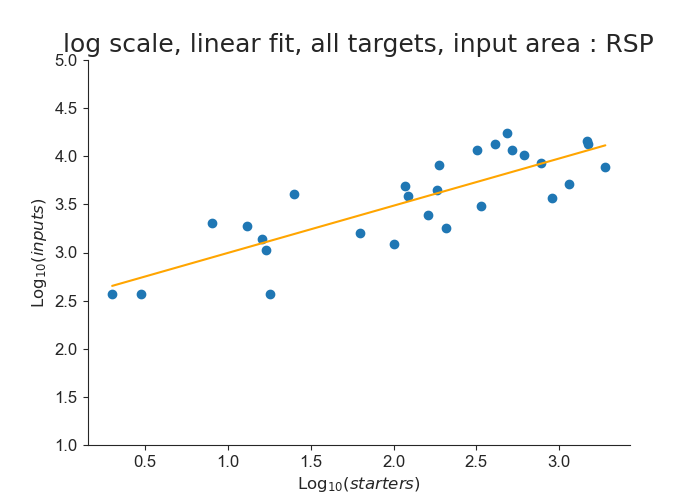 log scale, linear fit, all targets, input area : RSP
5.0
4.5
4.0
3.5
3.0
2.5
2.0
1.5
1.0
Log₁₀(inputs)
0.5 1.0 1.5 2.0 2.5 3.0
Log₁₀(starters)